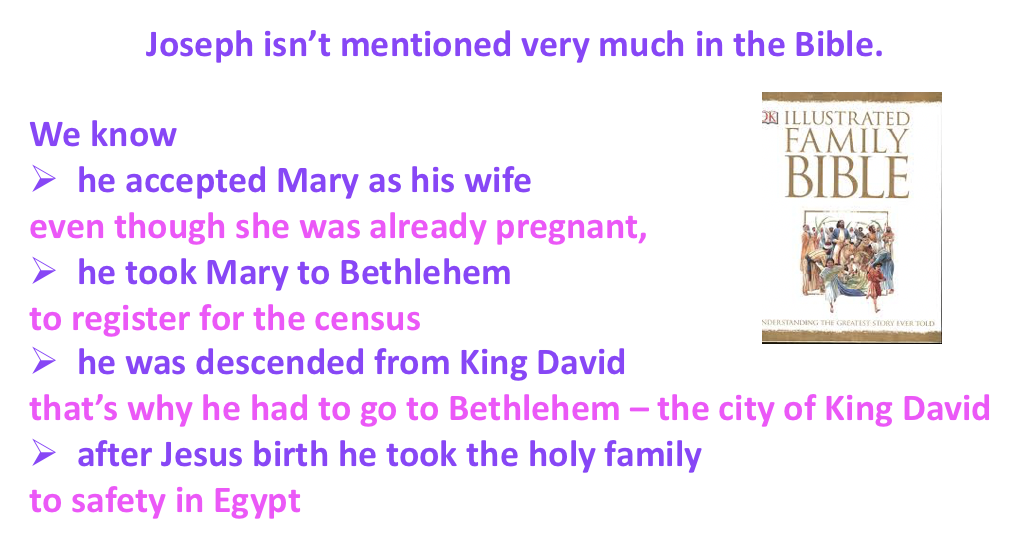 Joseph isn't mentioned very much in the Bible.
We know
➢ he accepted Mary as his wife
even though she was already pregnant,
➢ he took Mary to Bethlehem
to register for the census
➢ he was descended from King David
that's why he had to go to Bethlehem – the city of King David
➢ after Jesus birth he took the holy family
to safety in Egypt
DK ILLUSTRATED
FAMILY
BIBLE
NDERSTANDING THE GREATEST STORY EVER TOLD